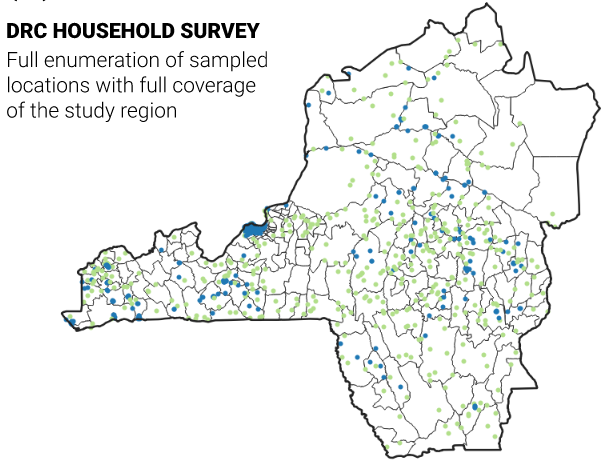 DRC HOUSEHOLD SURVEY
Full enumeration of sampled
locations with full coverage
of the study region